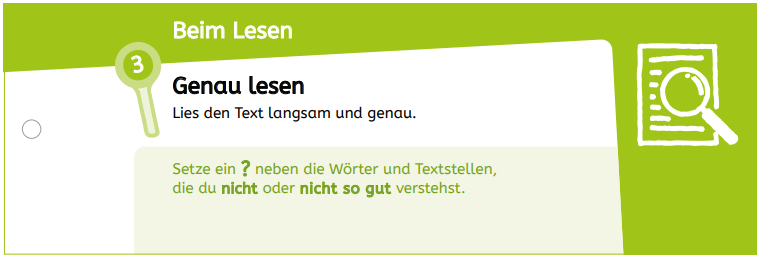 Beim Lesen
3
Genau lesen
Lies den Text langsam und genau.
Setze ein ? neben die Wörter und Textstellen,
die du nicht oder nicht so gut verstehst.